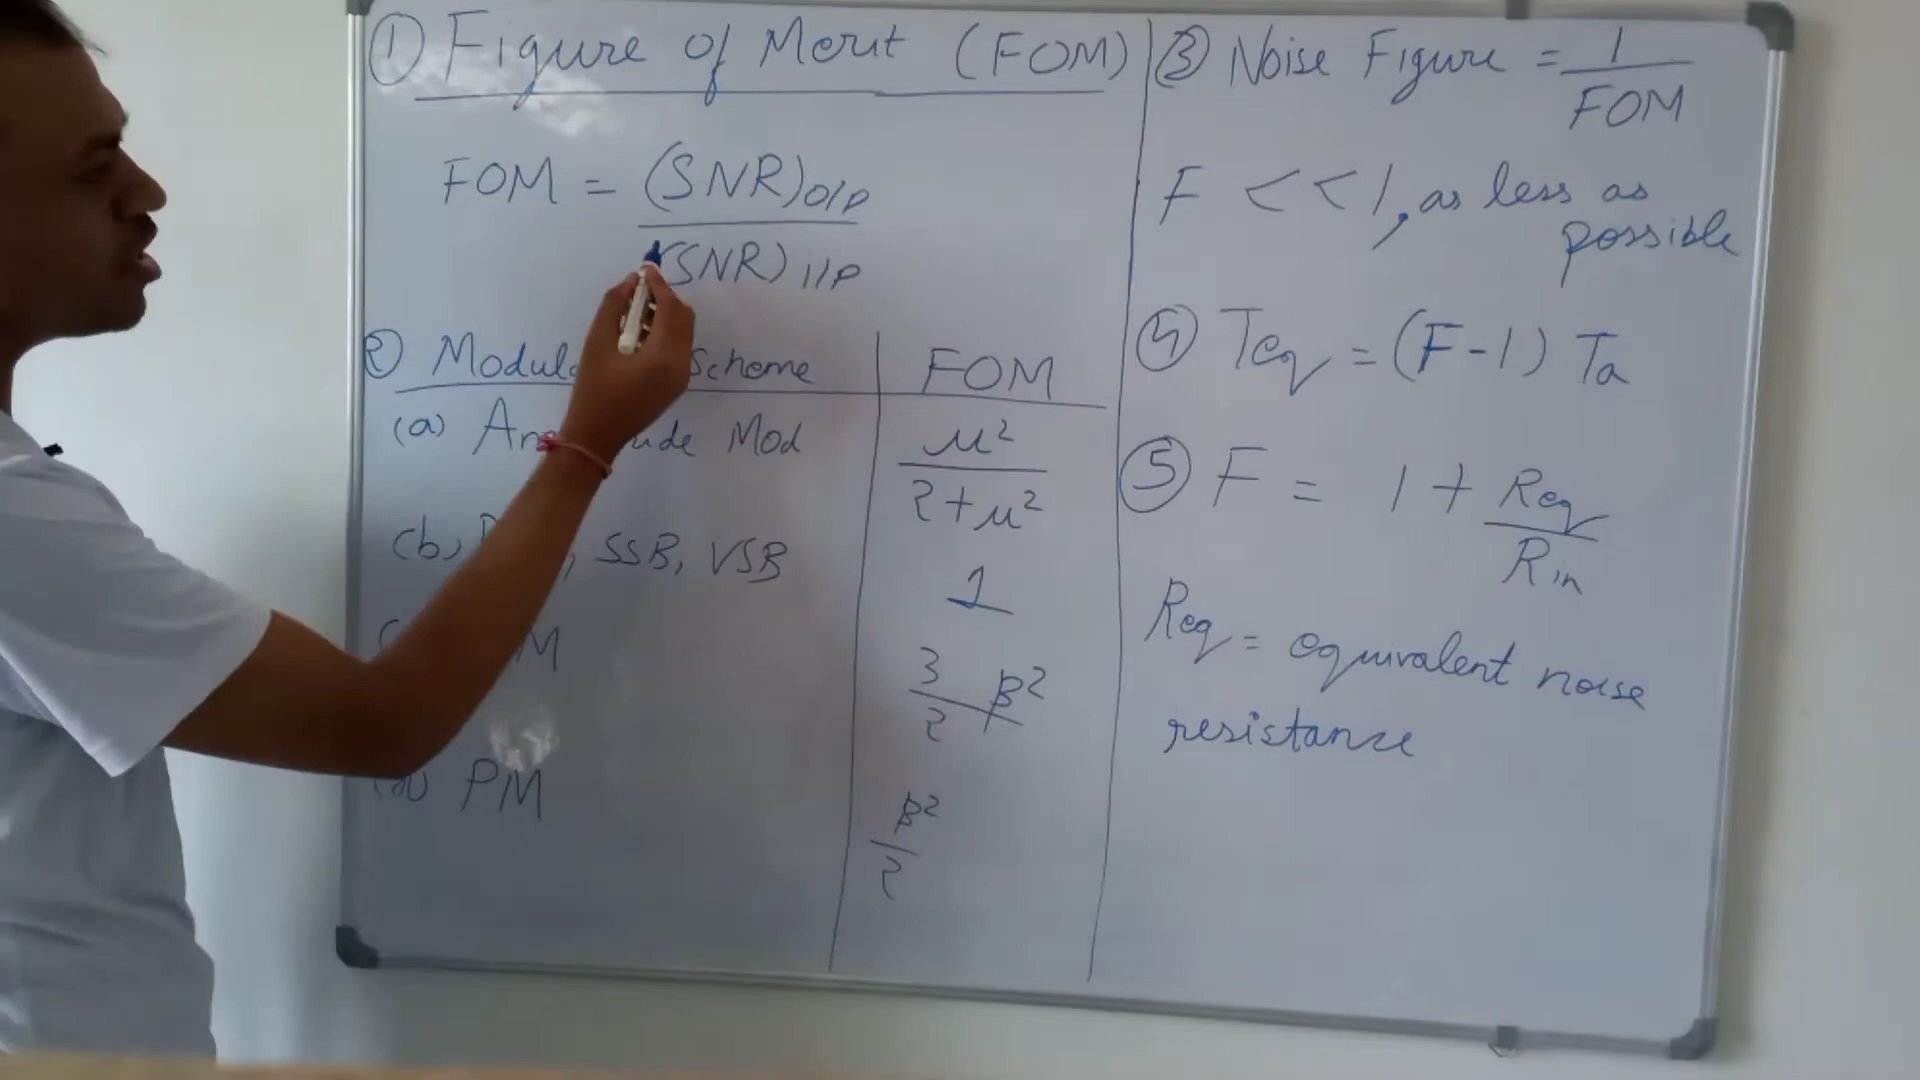 ① Figure of Merit (FOM)
FOM = (SNR)O/P
(SNR) I/P
② Scheme | FOM
(a) Mod μ²
2+μ²
(b) SSB, VSB 1
3 β²
2
PM β²
2
③ Noise Figure = 1
FOM
F <<1, as less as
possible
④ Teq = (F-1) Ta
⑤ F = 1 + Req
Rin
Req = equivalent noise
resistance